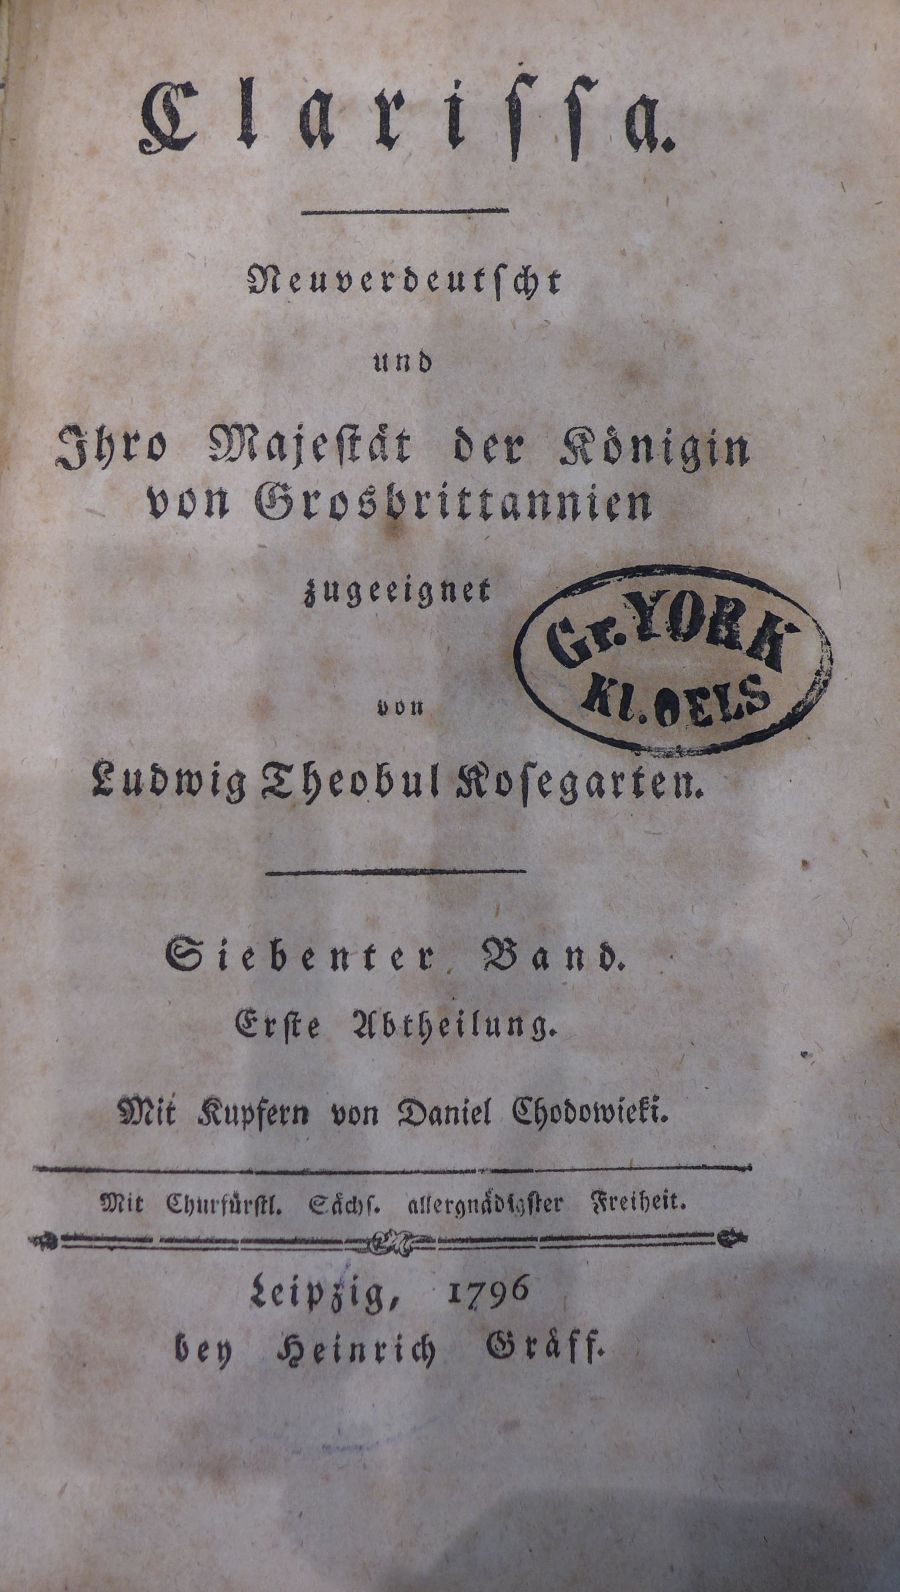 Clariſſa.
Neuverdeutſcht
und
Ihro Majeſtät der Königin
von Grosbrittannien
zugeeignet
Gr. YORK
Kl. OELS
von
Ludwig Theobul Koſegarten.
Siebenter Band.
Erſte Abtheilung.
Mit Kupfern von Daniel Chodowieki.
Mit Churfürſtl. Sächſ. allergnädigſter Freiheit.
Leipzig, 1796
bey Heinrich Gräff.